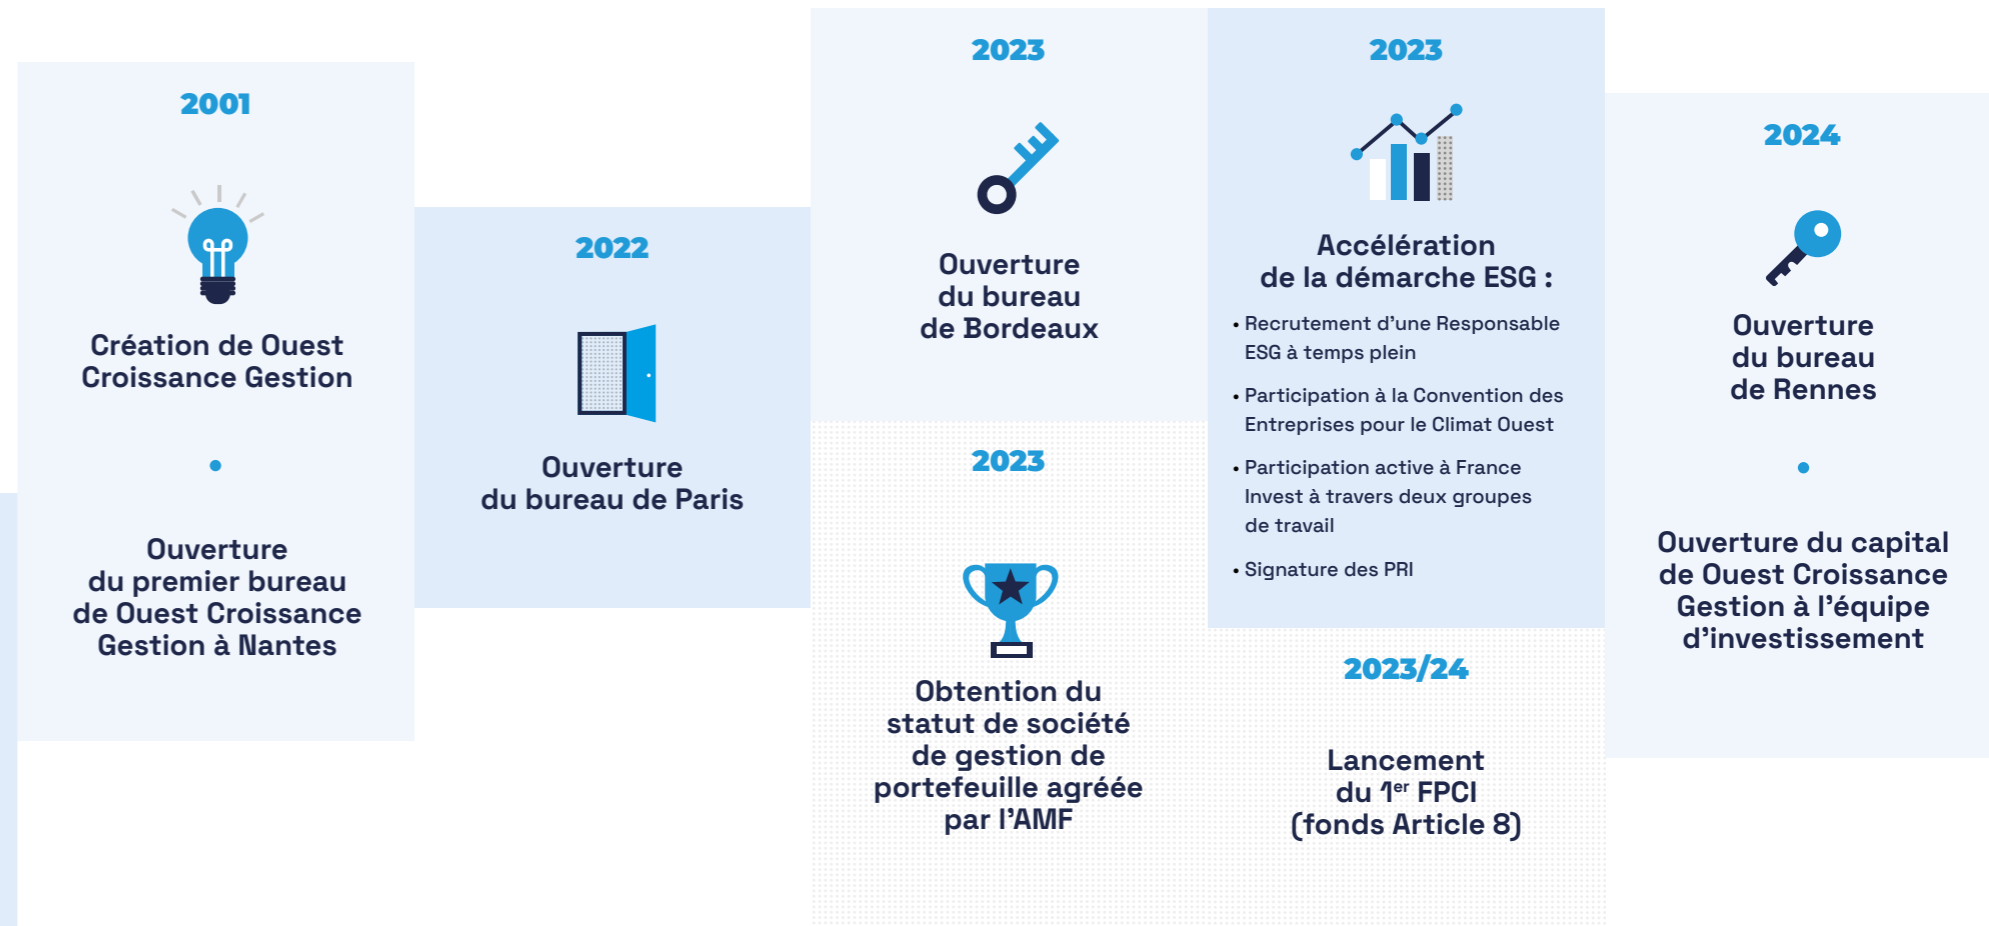 2001
Création de Ouest
Croissance Gestion
Ouverture
du premier bureau
de Ouest Croissance
Gestion à Nantes
2022
Ouverture
du bureau de Paris
2023
Ouverture
du bureau
de Bordeaux
2023
Obtention du
statut de société
de gestion de
portefeuille agréée
par l'AMF
2023
Accélération
de la démarche ESG :
• Recrutement d'une Responsable
ESG à temps plein
• Participation à la Convention des
Entreprises pour le Climat Ouest
• Participation active à France
Invest à travers deux groupes
de travail
• Signature des PRI
2023/24
Lancement
du 1er FPCI
(fonds Article 8)
2024
Ouverture
du bureau
de Rennes
Ouverture du capital
de Ouest Croissance
Gestion à l'équipe
d'investissement